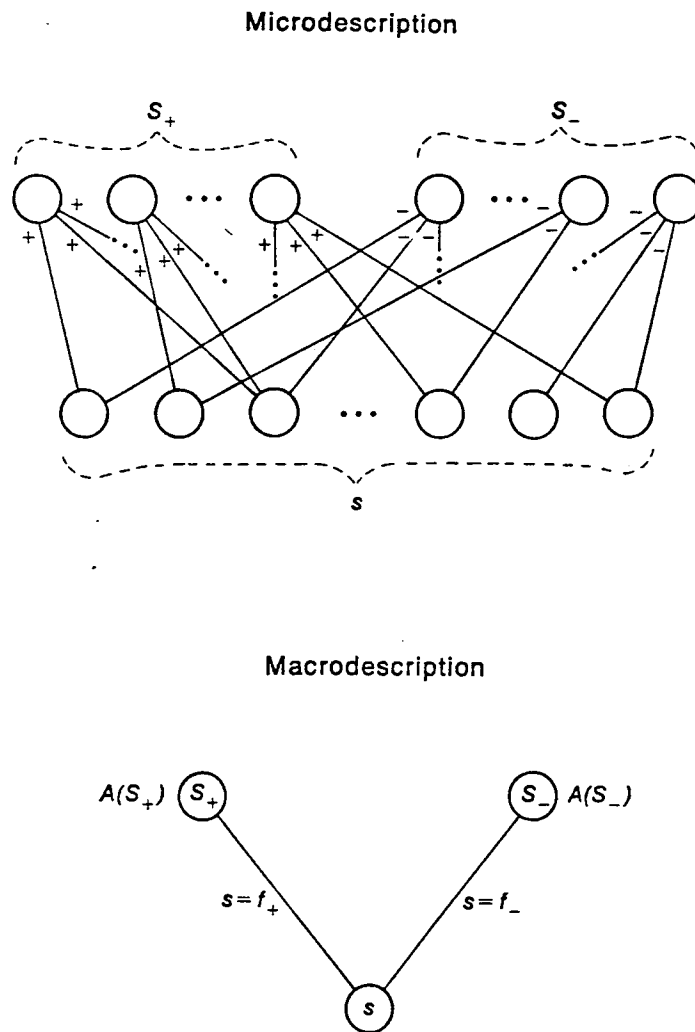 Microdescription
S+ S−
+ + + ••• + + + ••• + + + ••• − − − ••• − − − − − •••
••• •••
•••
s
Macrodescription
A(S+) S+ S− A(S−)
s=f+ s=f−
s